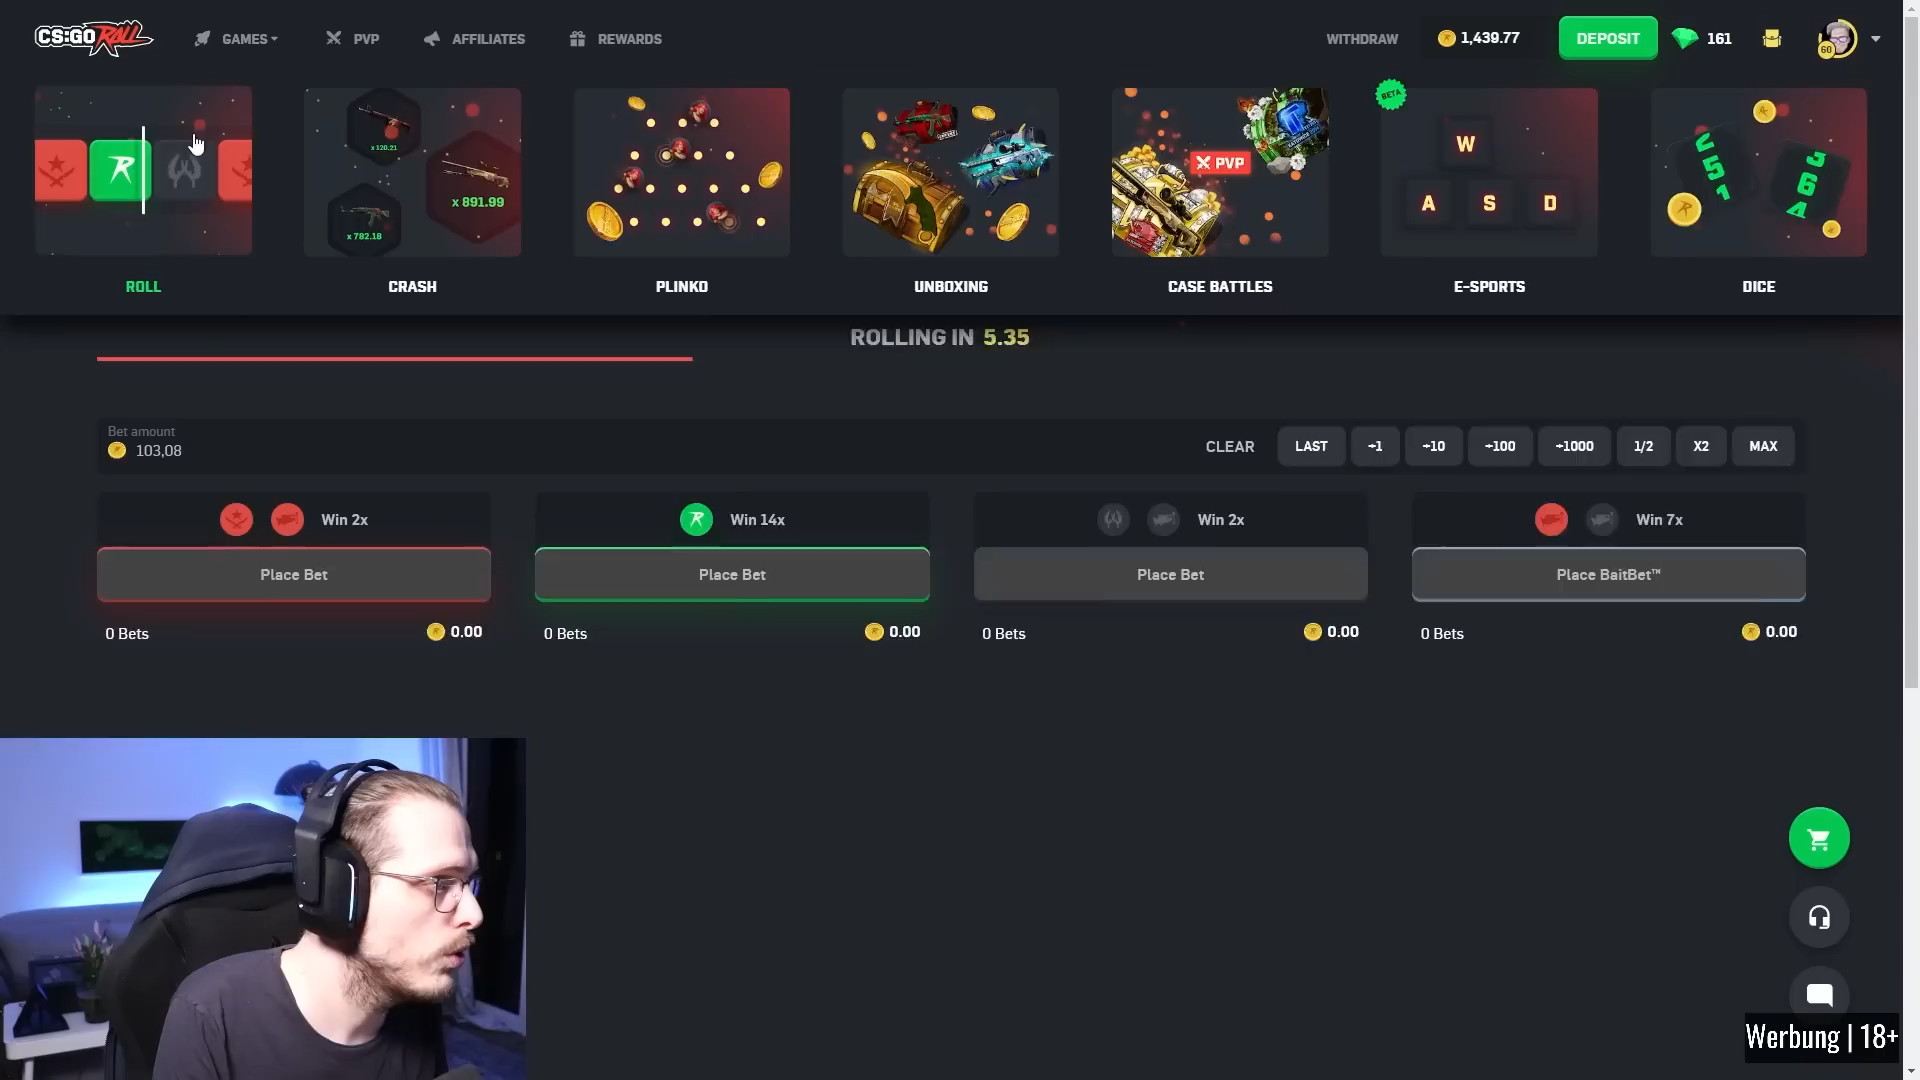 CS:GO ROLL
GAMES
PVP
AFFILIATES
REWARDS
WITHDRAW
1,439.77
DEPOSIT
161
60
x 120.21
x 891.99
x 782.18
PVP
BETA
W
A
S
D
ROLL
CRASH
PLINKO
UNBOXING
CASE BATTLES
E-SPORTS
DICE
ROLLING IN 5.35
Bet amount
103,08
CLEAR
LAST
+1
+10
+100
+1000
1/2
X2
MAX
Win 2x
Win 14x
Win 2x
Win 7x
Place Bet
Place Bet
Place Bet
Place BaitBet™
0 Bets
0.00
0 Bets
0.00
0 Bets
0.00
0 Bets
0.00
Werbung | 18+